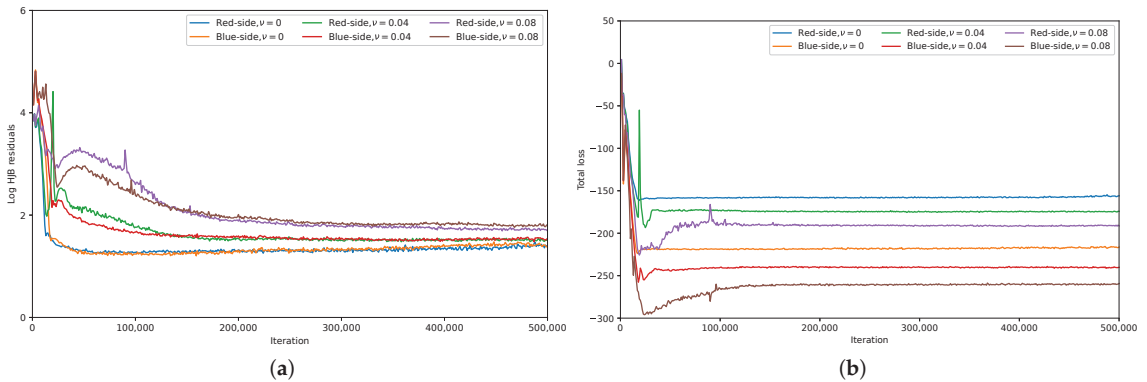 6
4
2
0
Log HJB residuals
Red-side,ν = 0
Blue-side,ν = 0
Red-side,ν = 0.04
Blue-side,ν = 0.04
Red-side,ν = 0.08
Blue-side,ν = 0.08
0
100,000
200,000
300,000
400,000
500,000
Iteration
(a)
50
0
−50
−100
−150
−200
−250
−300
Total loss
Red-side,ν = 0
Blue-side,ν = 0
Red-side,ν = 0.04
Blue-side,ν = 0.04
Red-side,ν = 0.08
Blue-side,ν = 0.08
0
100,000
200,000
300,000
400,000
500,000
Iteration
(b)